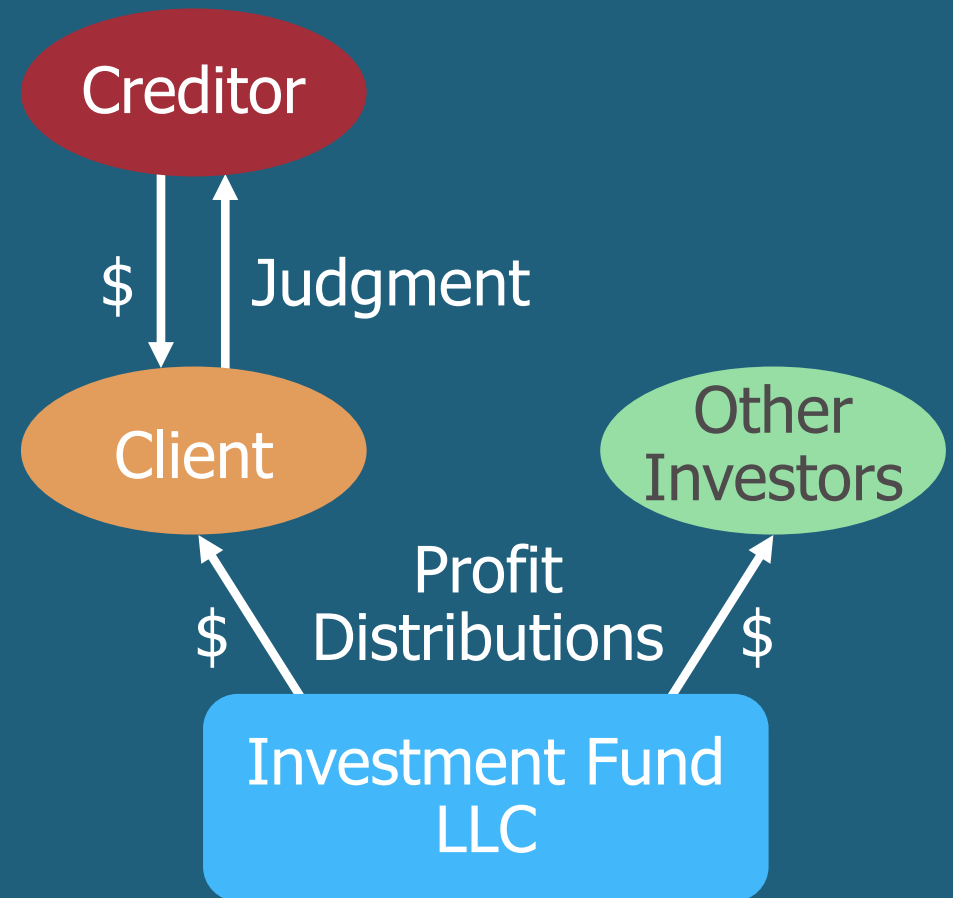 Creditor
$ Judgment
Client
Other
Investors
Profit
Distributions
$
$
Investment Fund
LLC